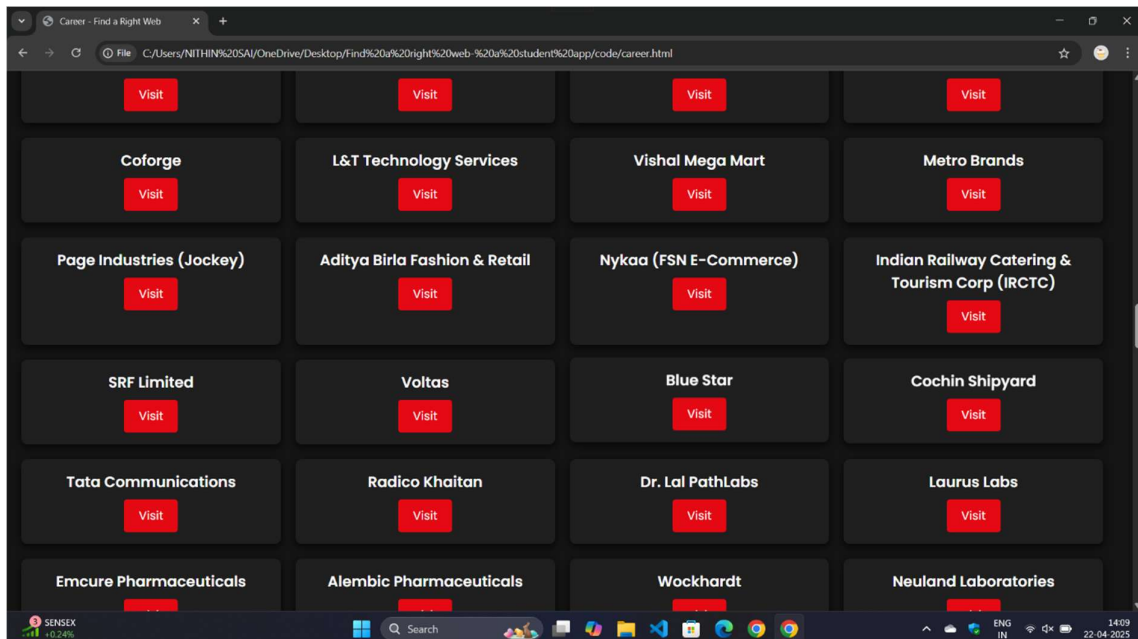 Career - Find a Right Web
File C:/Users/NITHIN%20SAI/OneDrive/Desktop/Find%20a%20right%20web-%20a%20student%20app/code/career.html
Visit Visit Visit Visit
Coforge L&T Technology Services Vishal Mega Mart Metro Brands
Visit Visit Visit Visit
Page Industries (Jockey) Aditya Birla Fashion & Retail Nykaa (FSN E-Commerce) Indian Railway Catering &
Tourism Corp (IRCTC)
Visit Visit Visit Visit
SRF Limited Voltas Blue Star Cochin Shipyard
Visit Visit Visit Visit
Tata Communications Radico Khaitan Dr. Lal PathLabs Laurus Labs
Visit Visit Visit Visit
Emcure Pharmaceuticals Alembic Pharmaceuticals Wockhardt Neuland Laboratories
3 SENSEX
+0.24%
Search
ENG
IN
14:09
22-04-2025